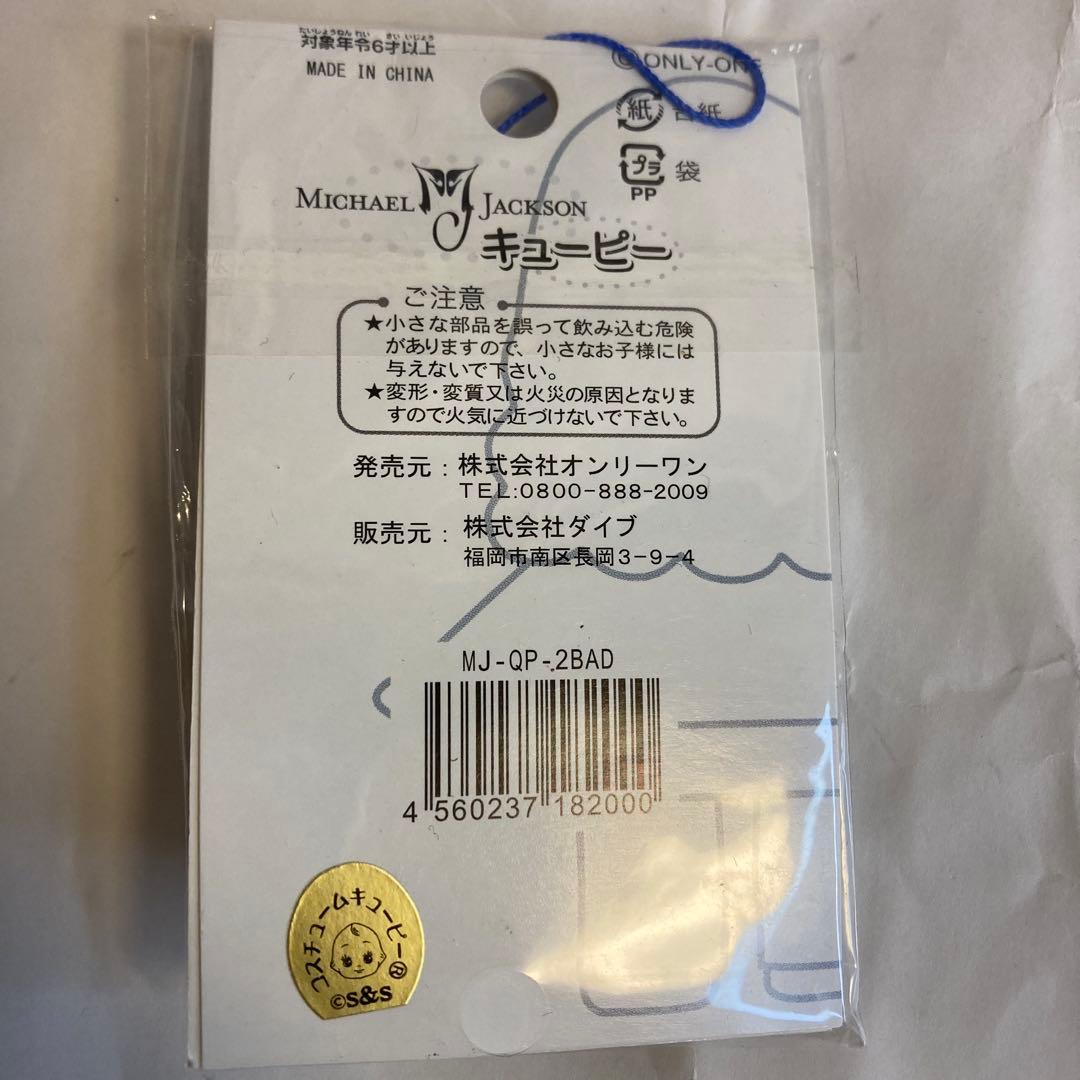 たいしょうねんれい さい いじょう
対象年令6才以上
MADE IN CHINA
© ONLY-ONE
紙 台紙
プラ 袋
PP
MICHAEL MJ JACKSON
キューピー
ご注意
★小さな部品を誤って飲み込む危険
がありますので、小さなお子様には
与えないで下さい。
★変形・変質又は火災の原因となりま
すので火気に近づけないで下さい。
発売元：株式会社オンリーワン
TEL:0800-888-2009
販売元：株式会社ダイブ
福岡市南区長岡3-9-4
MJ-QP-2BAD
4 560237 182000
コスチュームキューピー®
©S&S